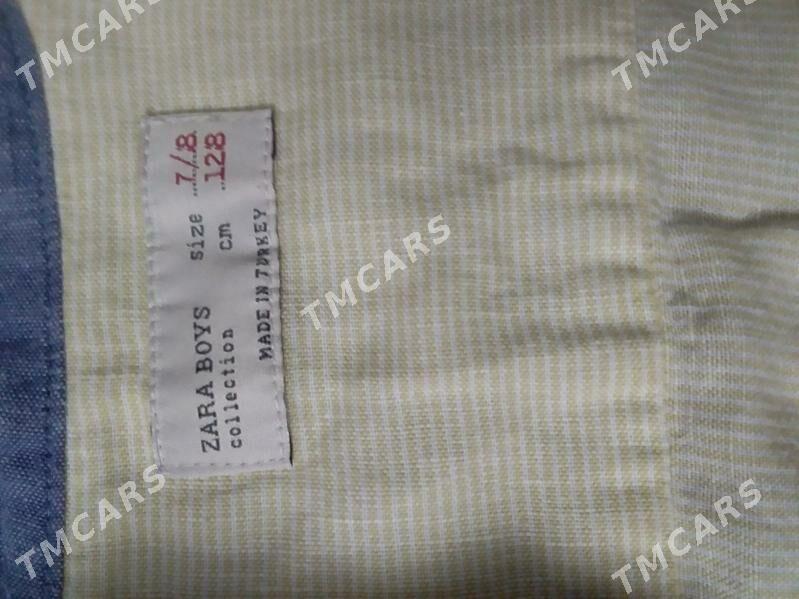 TMCARS
TMCARS
ZARA BOYS size 7/8
collection cm 128
MADE IN TURKEY
TMCARS
TMCARS
TMCARS